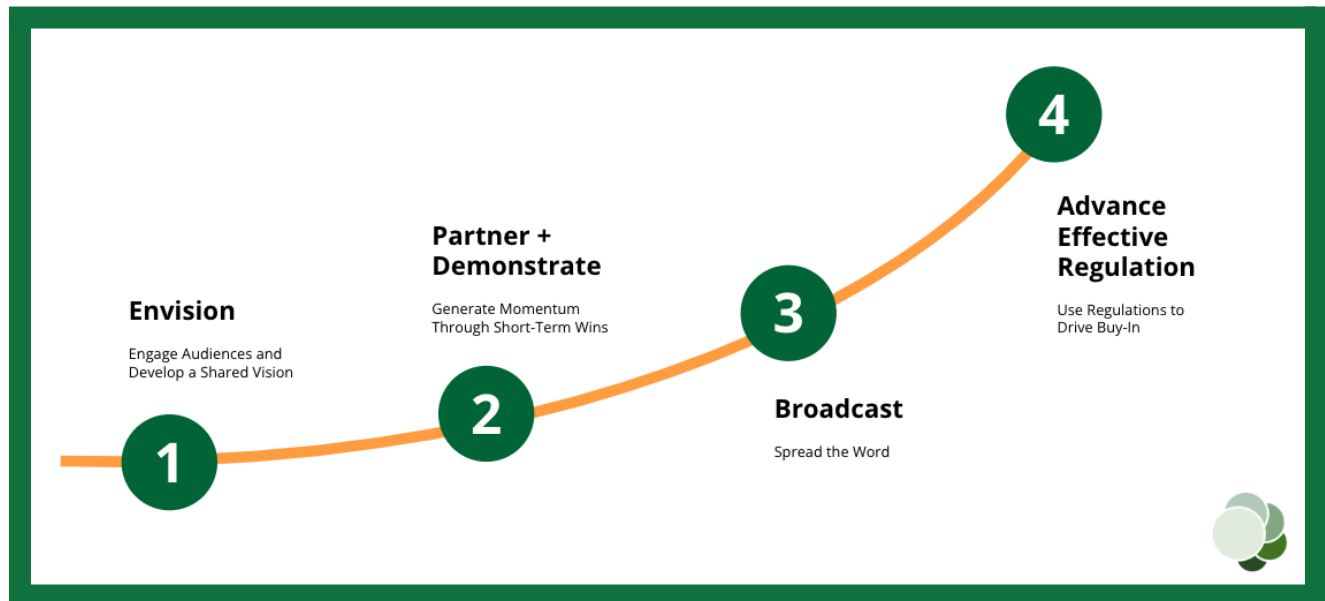 1
Envision
Engage Audiences and
Develop a Shared Vision
2
Partner +
Demonstrate
Generate Momentum
Through Short-Term Wins
3
Broadcast
Spread the Word
4
Advance
Effective
Regulation
Use Regulations to
Drive Buy-In